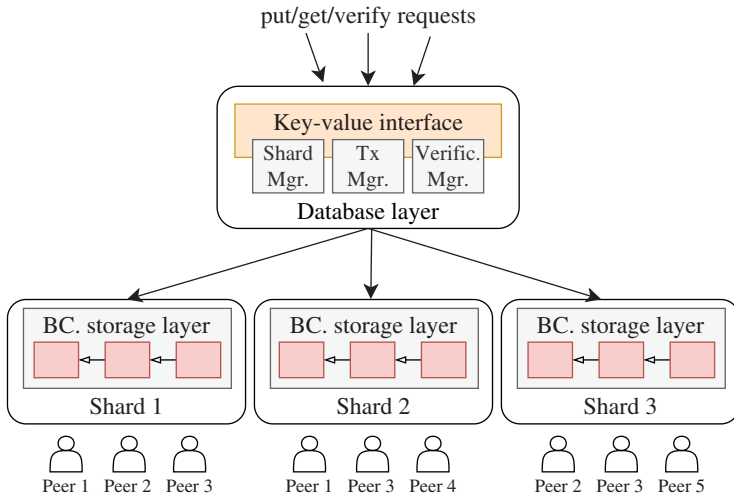 put/get/verify requests
Key-value interface
Shard Mgr.
Tx Mgr.
Verific. Mgr.
Database layer
BC. storage layer
Shard 1
BC. storage layer
Shard 2
BC. storage layer
Shard 3
Peer 1 Peer 2 Peer 3
Peer 1 Peer 3 Peer 4
Peer 2 Peer 3 Peer 5